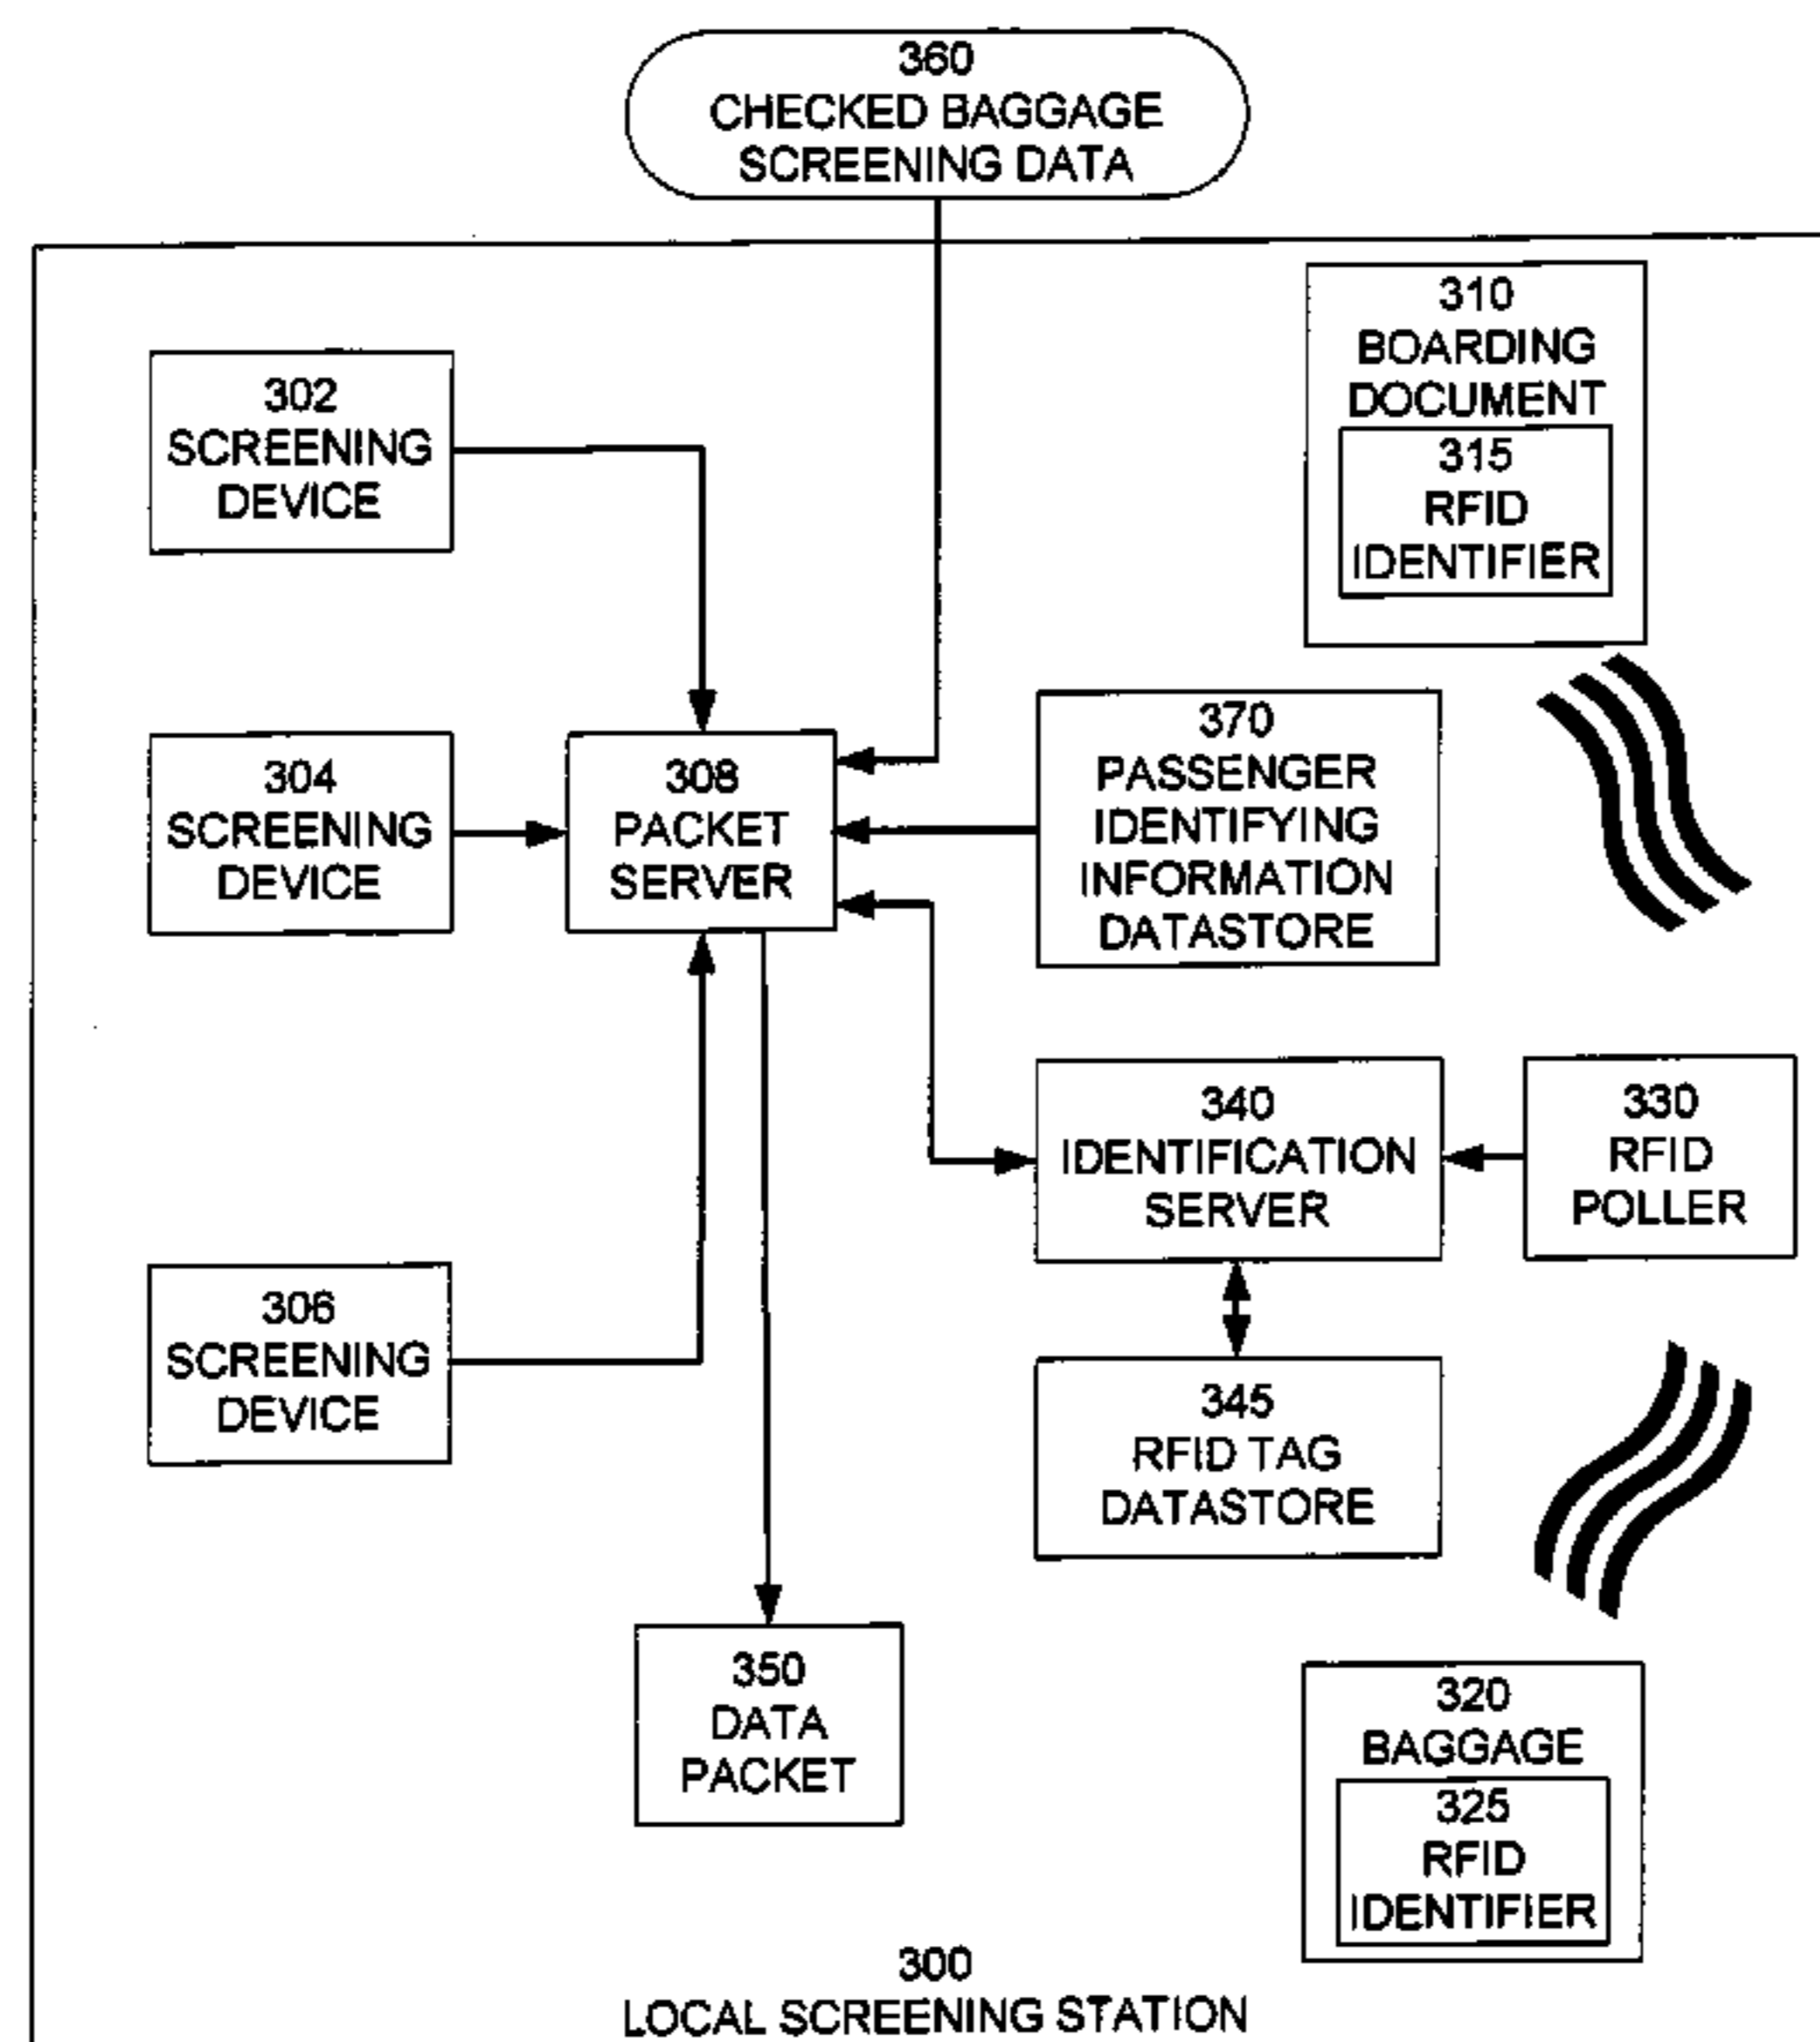 360
CHECKED BAGGAGE
SCREENING DATA
310
BOARDING
DOCUMENT
315
RFID
IDENTIFIER
302
SCREENING
DEVICE
304
SCREENING
DEVICE
308
PACKET
SERVER
370
PASSENGER
IDENTIFYING
INFORMATION
DATASTORE
340
IDENTIFICATION
SERVER
330
RFID
POLLER
306
SCREENING
DEVICE
345
RFID TAG
DATASTORE
350
DATA
PACKET
320
BAGGAGE
325
RFID
IDENTIFIER
300
LOCAL SCREENING STATION